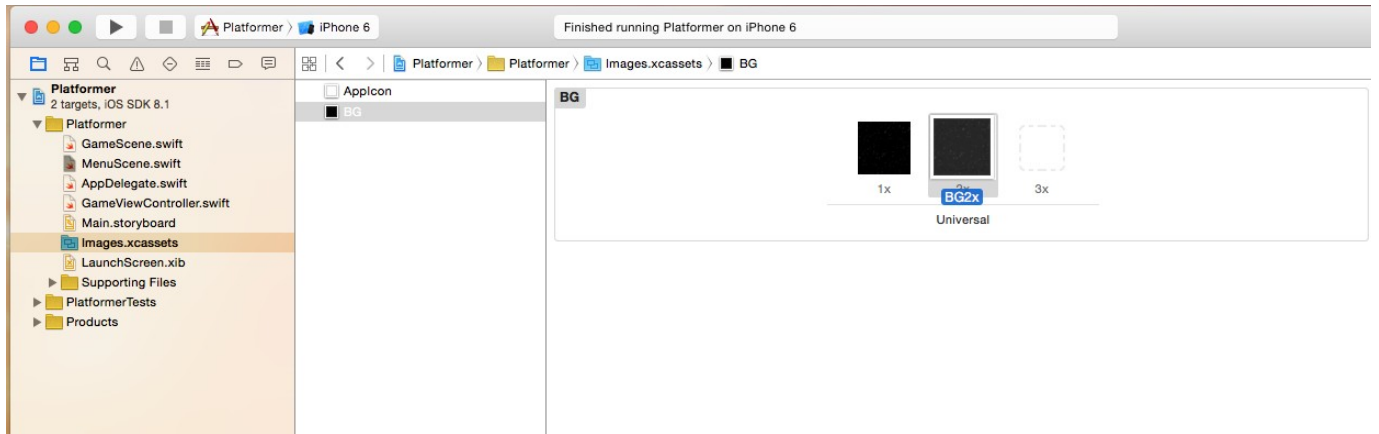 Platformer iPhone 6 Finished running Platformer on iPhone 6
Platformer Platformer Images.xcassets BG
Platformer
2 targets, iOS SDK 8.1
Platformer
GameScene.swift
MenuScene.swift
AppDelegate.swift
GameViewController.swift
Main.storyboard
Images.xcassets
LaunchScreen.xib
Supporting Files
PlatformerTests
Products
AppIcon
BG
BG
1x 3x
BG2x
Universal